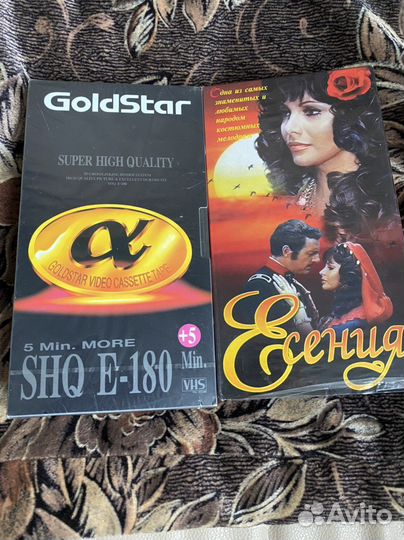 GoldStar
SUPER HIGH QUALITY
α
GOLDSTAR VIDEO CASSETTE TAPE
5 Min. MORE
+5
SHQ E-180 Min.
VHS
Одна из самых
знаменитых и
любимых
народом
костюмных
мелодрам
Есения
Avito